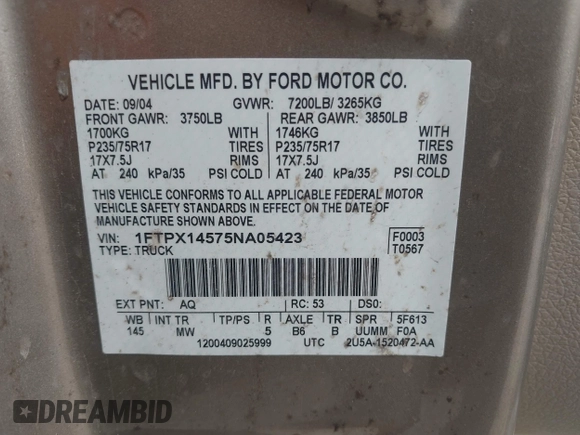 VEHICLE MFD. BY FORD MOTOR CO.
DATE: 09/04 GVWR: 7200LB/ 3265KG
FRONT GAWR: 3750LB REAR GAWR: 3850LB
1700KG WITH 1746KG WITH
P235/75R17 TIRES P235/75R17 TIRES
17X7.5J RIMS 17X7.5J RIMS
AT 240 kPa/35 PSI COLD AT 240 kPa/35 PSI COLD
THIS VEHICLE CONFORMS TO ALL APPLICABLE FEDERAL MOTOR
VEHICLE SAFETY STANDARDS IN EFFECT ON THE DATE OF
MANUFACTURE SHOWN ABOVE.
VIN: 1FTPX14575NA05423 F0003
TYPE: TRUCK T0567
EXT PNT: AQ RC: 53 DS0:
WB INT TR TP/PS R AXLE TR SPR 5F613
145 MW 5 B6 B UUMM F0A
1200409025999 UTC 2U5A-1520472-AA
DREAMBID